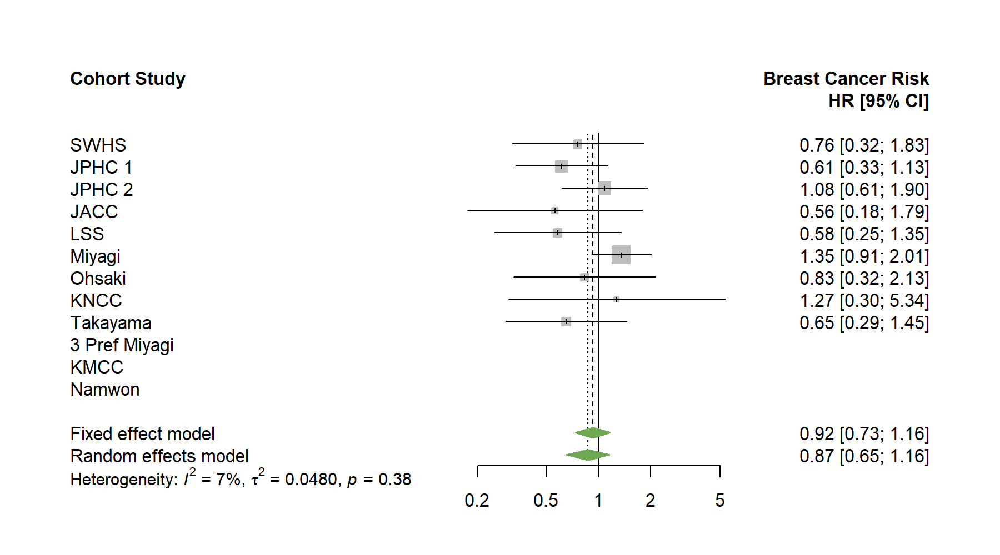 Cohort Study Breast Cancer Risk
HR [95% CI]
SWHS 0.76 [0.32; 1.83]
JPHC 1 0.61 [0.33; 1.13]
JPHC 2 1.08 [0.61; 1.90]
JACC 0.56 [0.18; 1.79]
LSS 0.58 [0.25; 1.35]
Miyagi 1.35 [0.91; 2.01]
Ohsaki 0.83 [0.32; 2.13]
KNCC 1.27 [0.30; 5.34]
Takayama 0.65 [0.29; 1.45]
3 Pref Miyagi
KMCC
Namwon
Fixed effect model 0.92 [0.73; 1.16]
Random effects model 0.87 [0.65; 1.16]
Heterogeneity: I² = 7%, τ² = 0.0480, p = 0.38
0.2 0.5 1 2 5